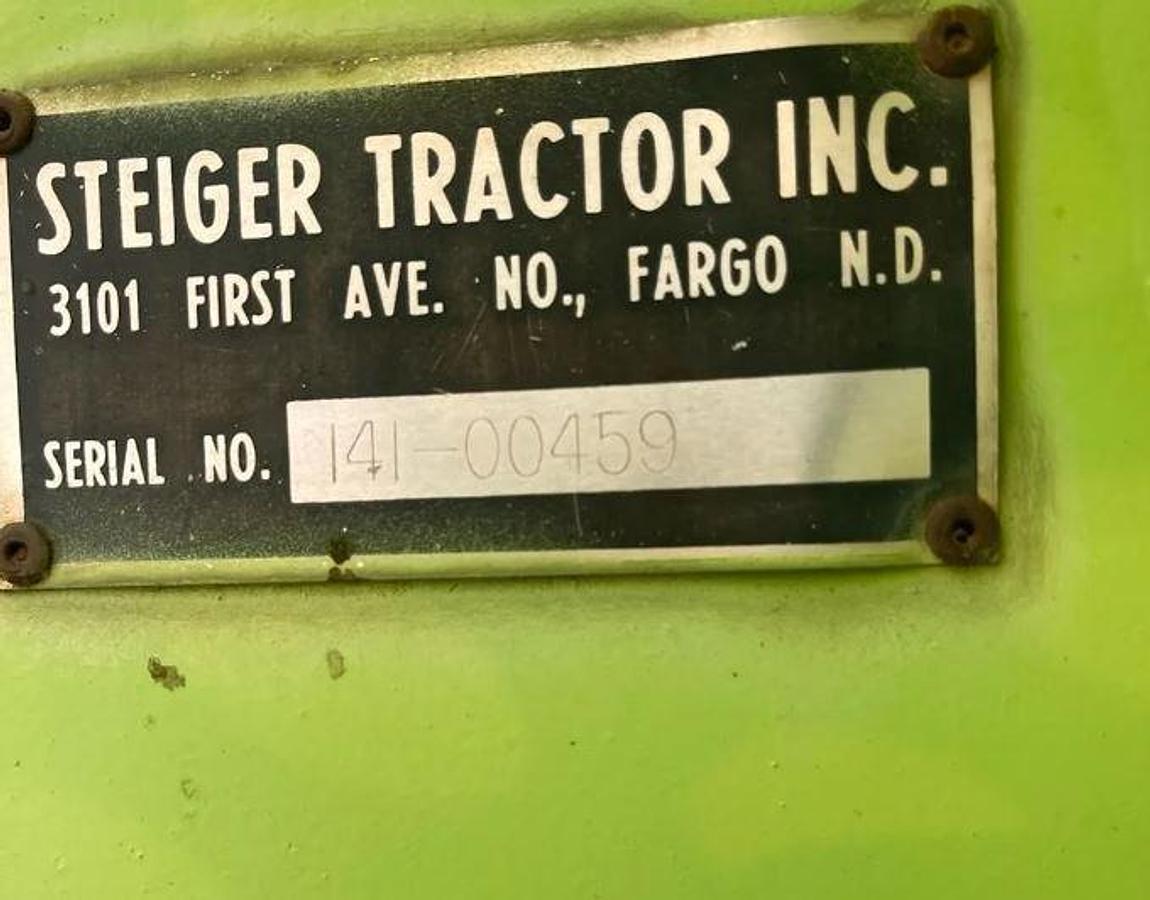 STEIGER TRACTOR INC.
3101 FIRST AVE. NO., FARGO N.D.
SERIAL NO. 141-00459